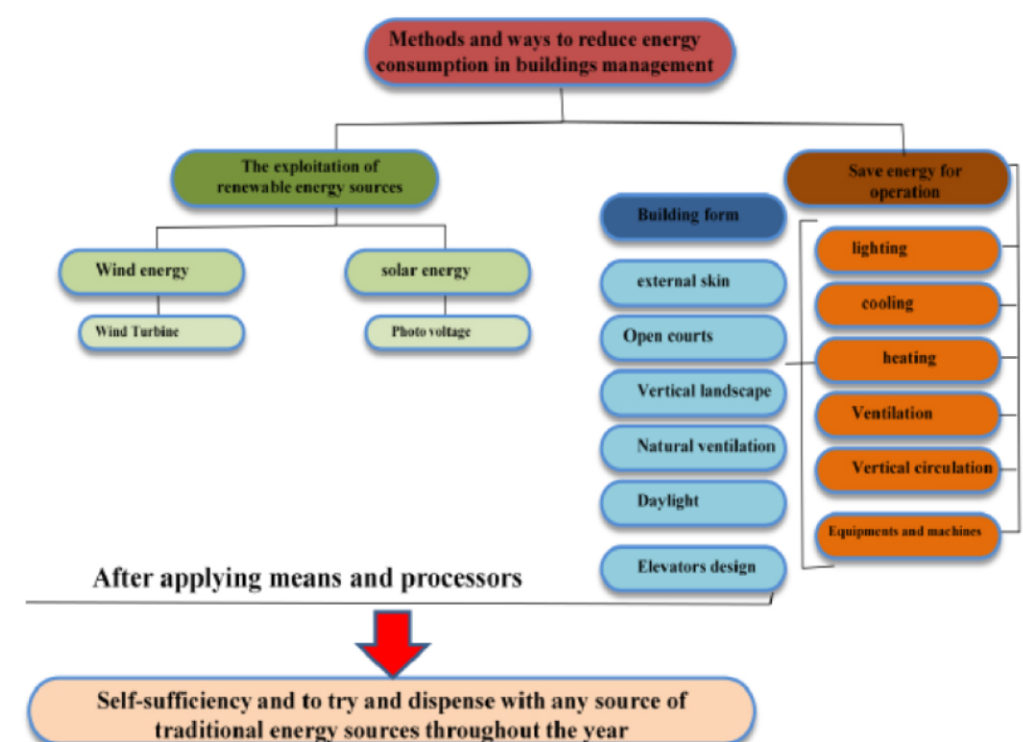 Methods and ways to reduce energy
consumption in buildings management
The exploitation of
renewable energy sources
Save energy for
operation
Wind energy
solar energy
Wind Turbine
Photo voltage
Building form
external skin
Open courts
Vertical landscape
Natural ventilation
Daylight
Elevators design
lighting
cooling
heating
Ventilation
Vertical circulation
Equipments and machines
After applying means and processors
Self-sufficiency and to try and dispense with any source of
traditional energy sources throughout the year